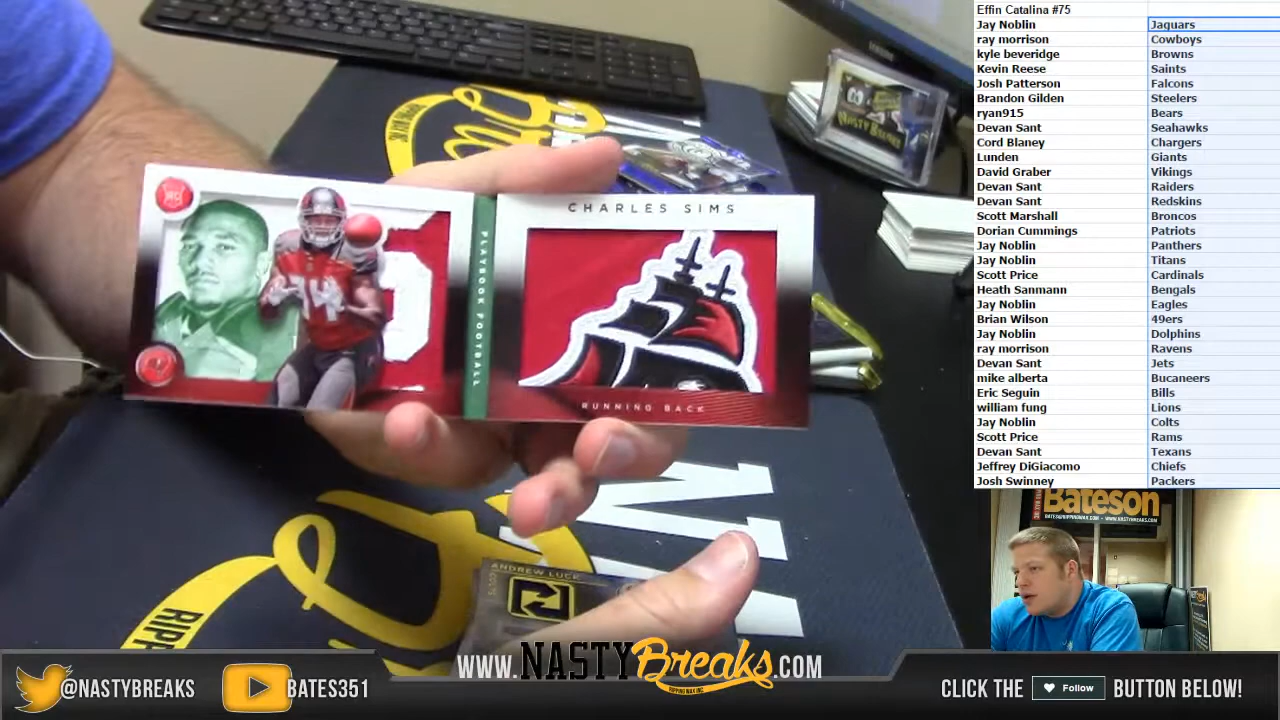 Effin Catalina #75
Jay Noblin Jaguars
ray morrison Cowboys
kyle beveridge Browns
Kevin Reese Saints
Josh Patterson Falcons
Brandon Gilden Steelers
ryan915 Bears
Devan Sant Seahawks
Cord Blaney Chargers
Lunden Giants
David Graber Vikings
Devan Sant Raiders
Devan Sant Redskins
Scott Marshall Broncos
Dorian Cummings Patriots
Jay Noblin Panthers
Jay Noblin Titans
Scott Price Cardinals
Heath Sanmann Bengals
Jay Noblin Eagles
Brian Wilson 49ers
Jay Noblin Dolphins
ray morrison Ravens
Devan Sant Jets
mike alberta Bucaneers
Eric Seguin Bills
william fung Lions
Jay Noblin Colts
Scott Price Rams
Devan Sant Texans
Jeffrey DiGiacomo Chiefs
Josh Swinney Packers
NASTY BREAKS
CHARLES SIMS
PLAYBOOK FOOTBALL
34
RUNNING BACK
ANDREW LUCK
RIPP
Bateson
WWW.NASTYBreaks.COM
RIPPING WAX INC
@NASTYBREAKS
BATES351
CLICK THE Follow BUTTON BELOW!